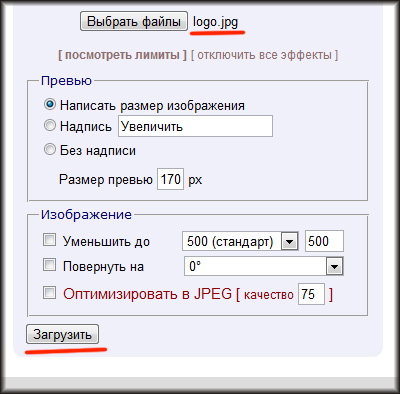 Выбрать файлы logo.jpg
[ посмотреть лимиты ] [ отключить все эффекты ]
Превью
Написать размер изображения
Надпись Увеличить
Без надписи
Размер превью 170 px
Изображение
Уменьшить до 500 (стандарт) 500
Повернуть на 0°
Оптимизировать в JPEG [ качество 75 ]
Загрузить